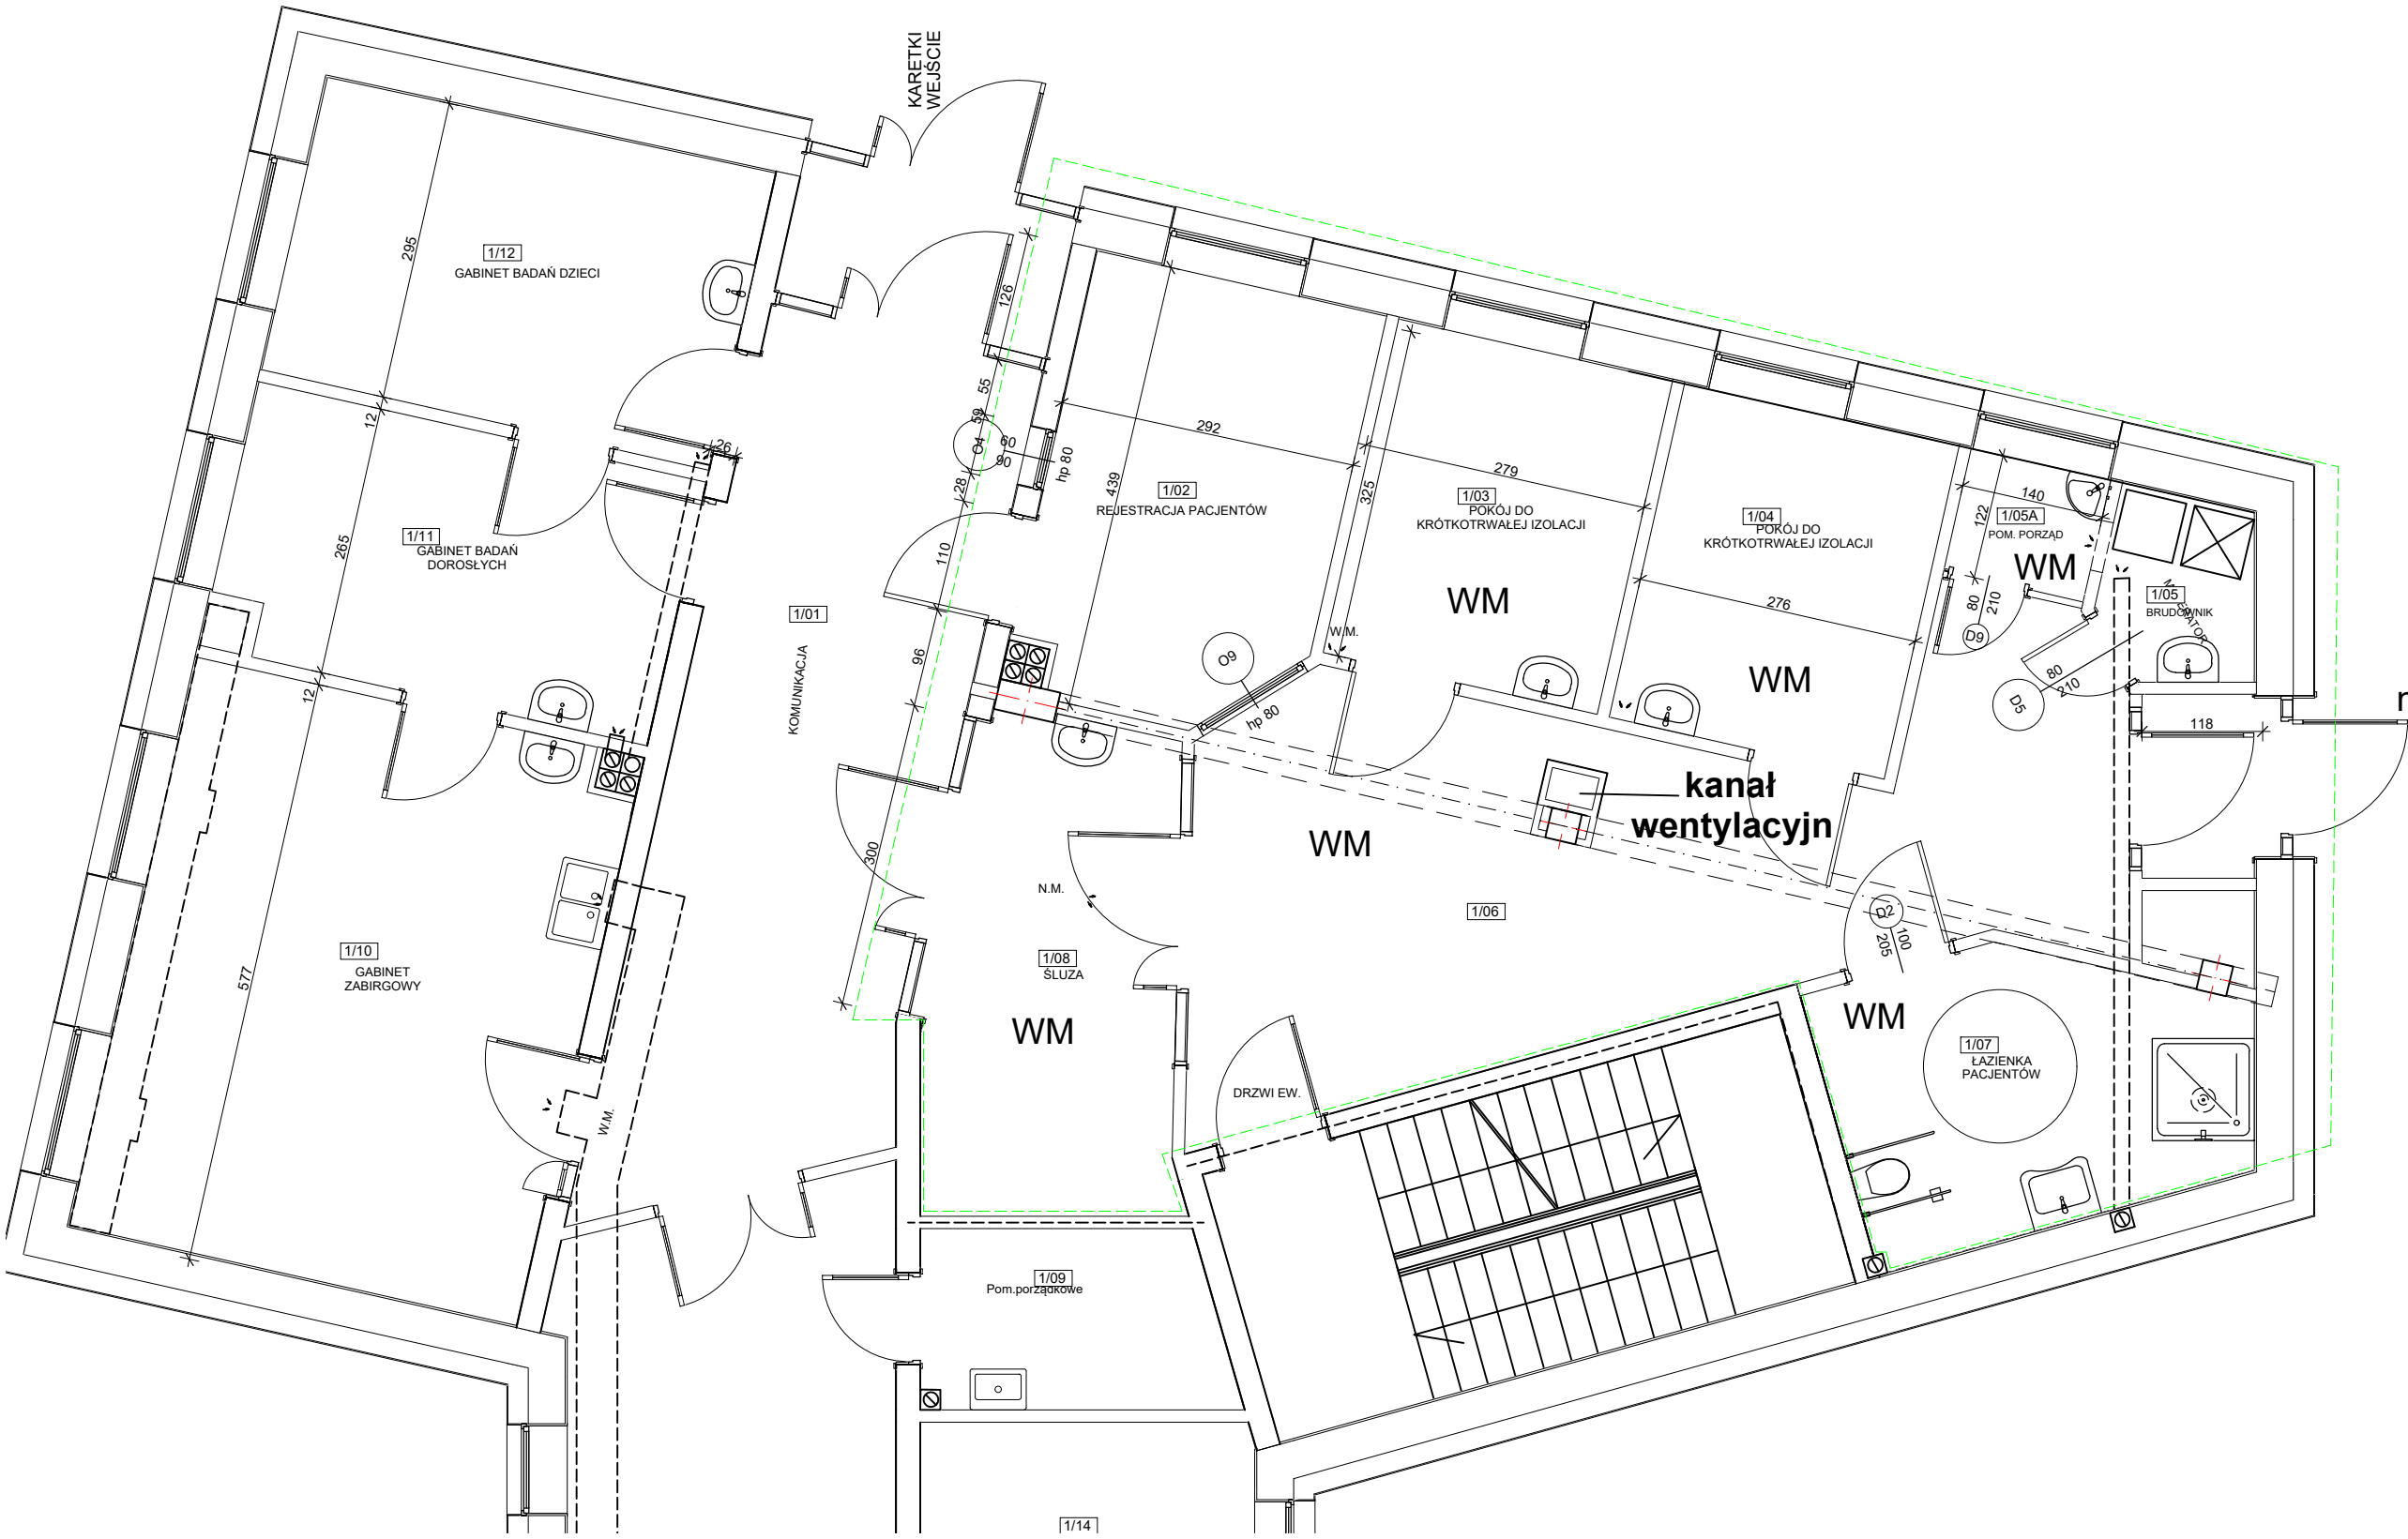 KARETKI
WEJŚCIE
1/12
GABINET BADAŃ DZIECI
295
12
126
55
59
O4
60
90
hp 80
28
110
96
300
26
292
439
1/02
REJESTRACJA PACJENTÓW
325
279
1/03
POKÓJ DO
KRÓTKOTRWAŁEJ IZOLACJI
WM
1/04
POKÓJ DO
KRÓTKOTRWAŁEJ IZOLACJI
276
WM
140
122
1/05A
POM. PORZĄD
WM
80
210
D9
1/05
BRUDOWNIK
80
210
D5
118
1/11
GABINET BADAŃ
DOROSŁYCH
265
12
1/01
KOMUNIKACJA
W.M.
O9
hp 80
kanał
wentylacyjn
WM
N.M.
1/06
D2
100
205
1/10
GABINET
ZABIRGOWY
577
1/08
ŚLUZA
WM
WM
1/07
ŁAZIENKA
PACJENTÓW
DRZWI EW.
W.M.
1/09
Pom.porządkowe
1/14